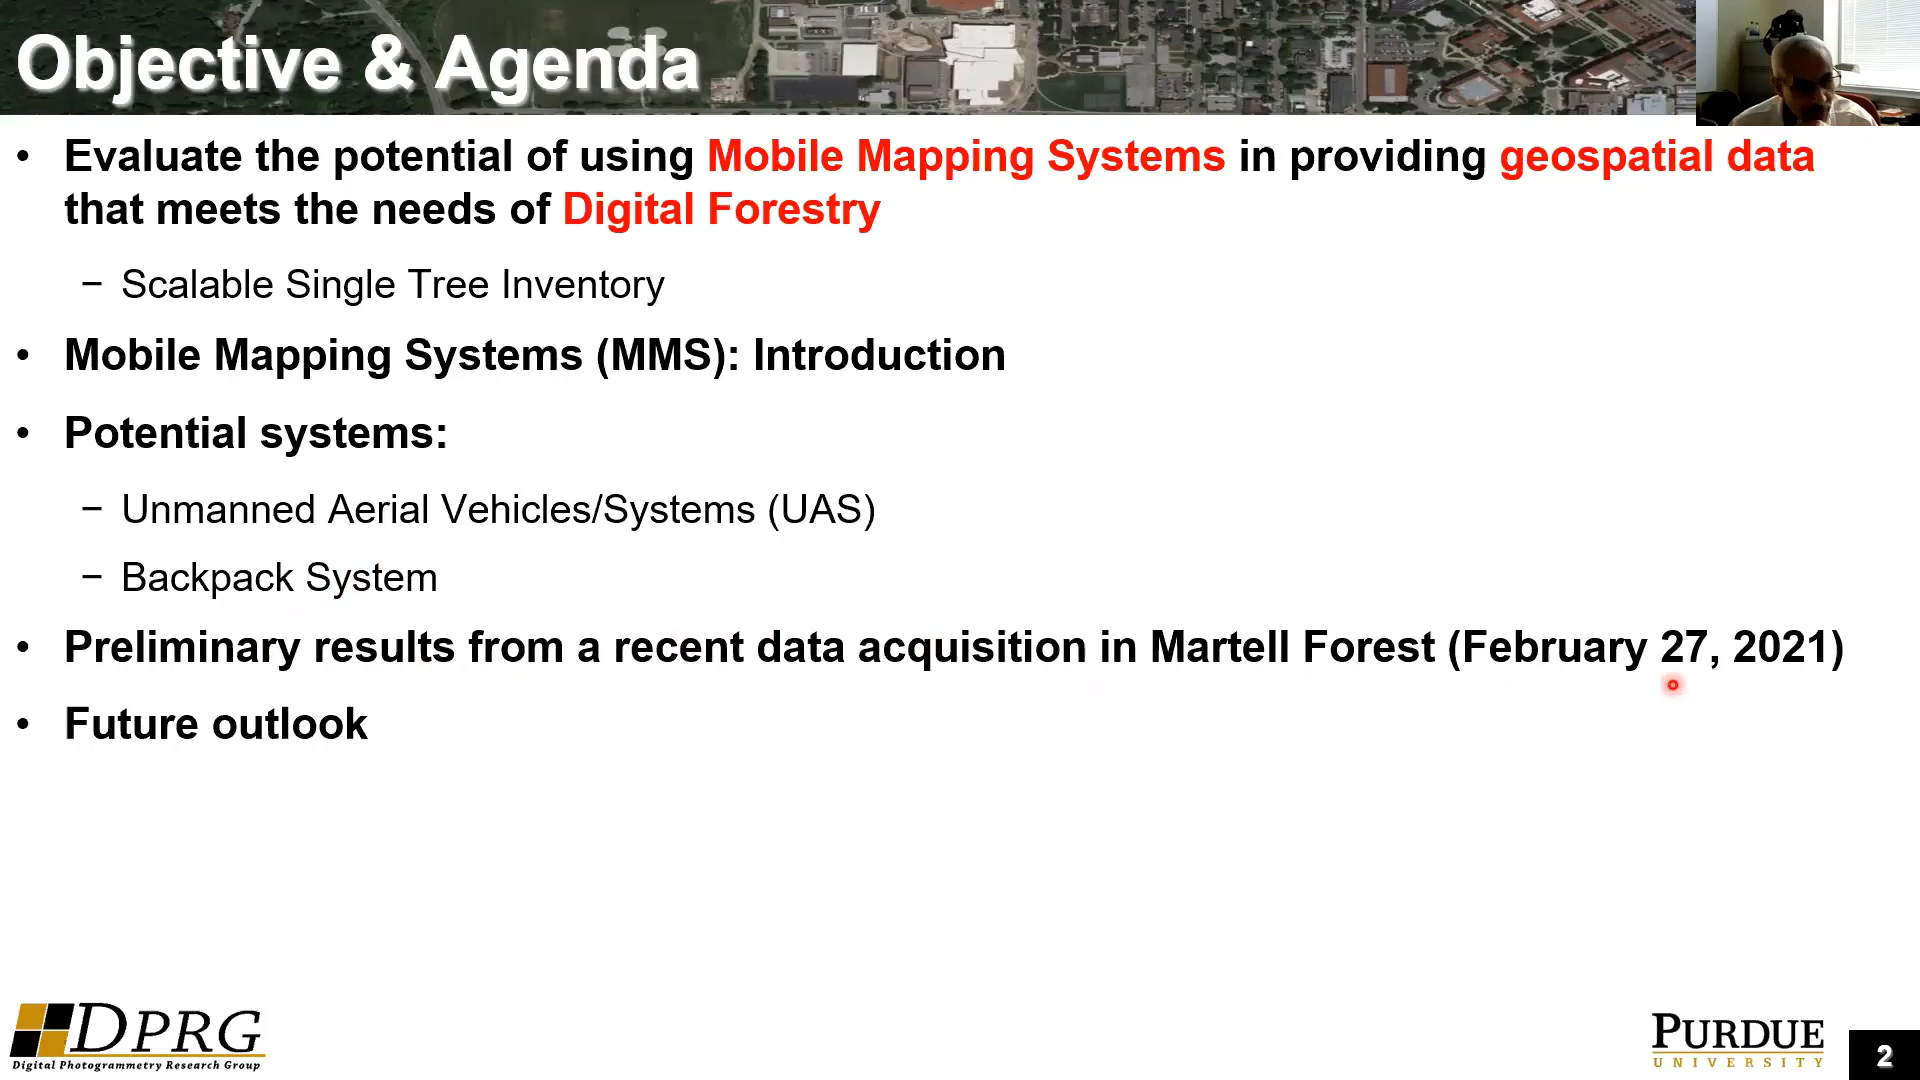 Objective & Agenda
• Evaluate the potential of using Mobile Mapping Systems in providing geospatial data
that meets the needs of Digital Forestry
− Scalable Single Tree Inventory
• Mobile Mapping Systems (MMS): Introduction
• Potential systems:
− Unmanned Aerial Vehicles/Systems (UAS)
− Backpack System
• Preliminary results from a recent data acquisition in Martell Forest (February 27, 2021)
• Future outlook
DPRG
Digital Photogrammetry Research Group
PURDUE
UNIVERSITY
2